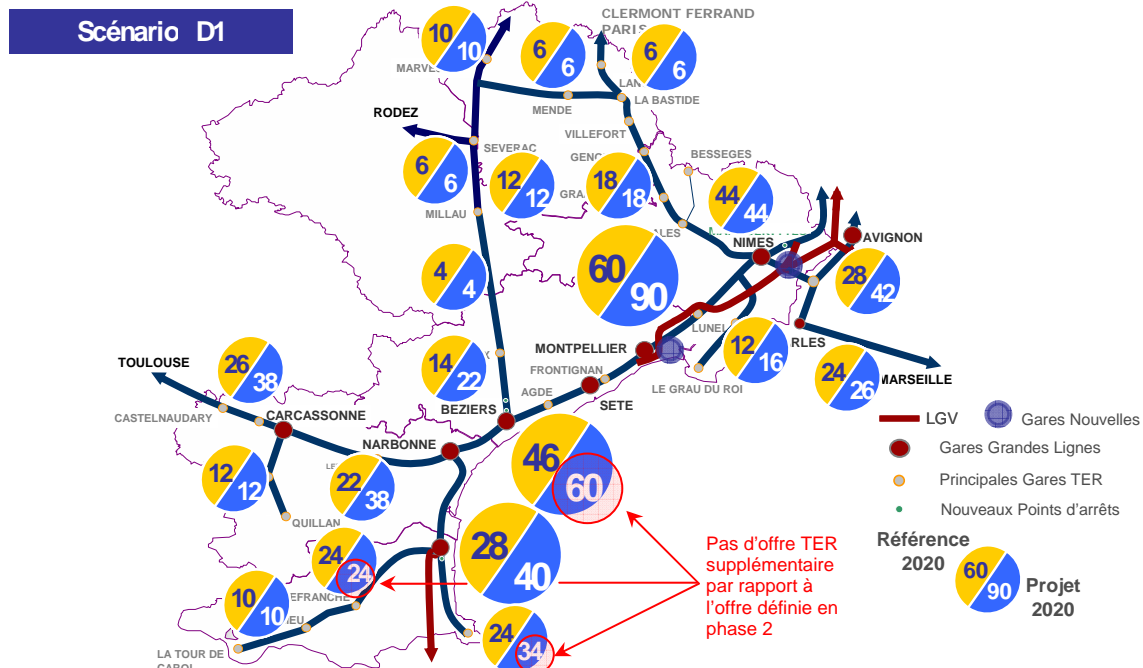 Scénario D1
CLERMONT FERRAND
PARIS
10
10
6
6
6
6
MENDE
LA BASTIDE
RODEZ
VILLEFORT
SEVERAC
BESSEGES
6
6
12
12
18
18
44
44
MILLAU
NIMES
AVIGNON
4
4
60
90
28
42
LUNEL
MONTPELLIER
12
16
TOULOUSE
26
38
14
22
FRONTIGNAN
LE GRAU DU ROI
24
26
MARSEILLE
CASTELNAUDARY
CARCASSONNE
BEZIERS
AGDE
SETE
NARBONNE
LGV
Gares Nouvelles
Gares Grandes Lignes
Principales Gares TER
Nouveaux Points d'arrêts
12
12
22
38
46
60
QUILLAN
28
40
Pas d'offre TER
supplémentaire
par rapport à
l'offre définie en
phase 2
Référence
2020
60
90
Projet
2020
24
24
10
10
24
34
LA TOUR DE